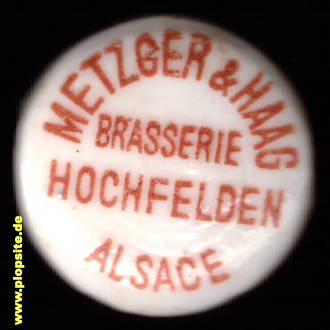 METZGER & HAAG
BRASSERIE
HOCHFELDEN
ALSACE
www.plopsite.de